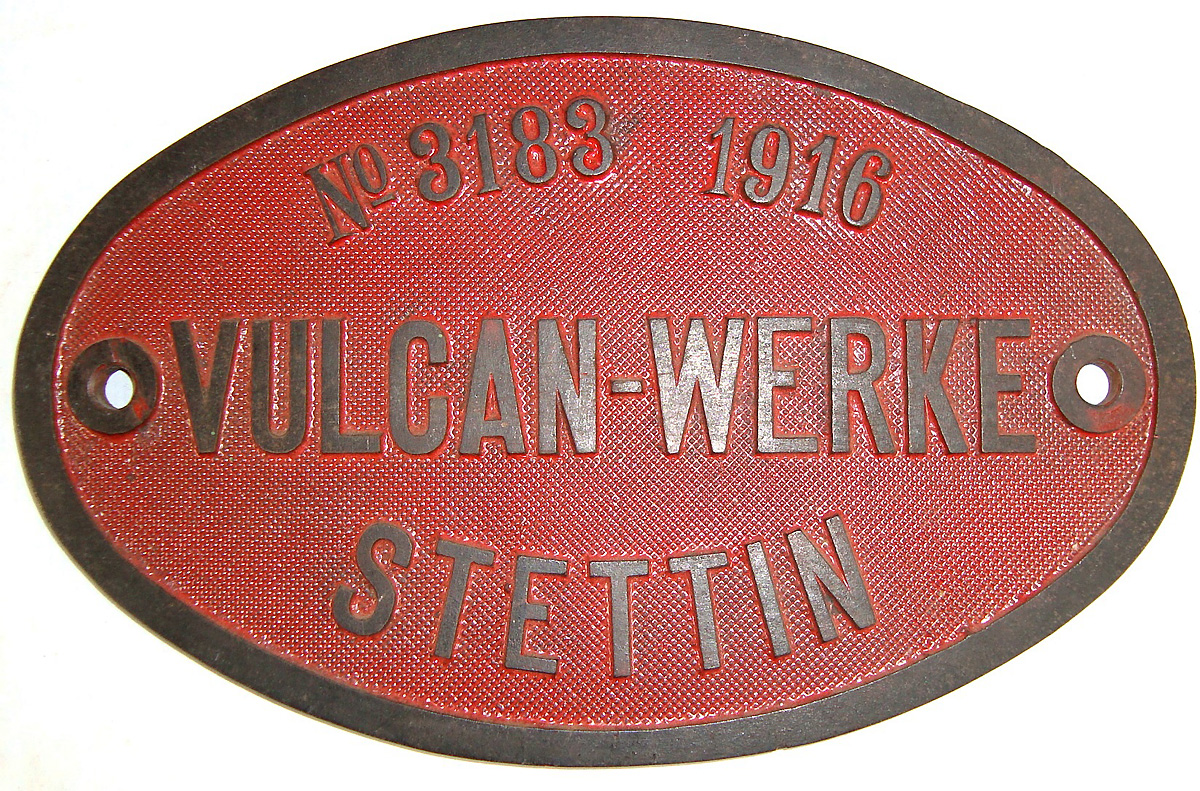 No 3183 1916
VULCAN-WERKE
STETTIN